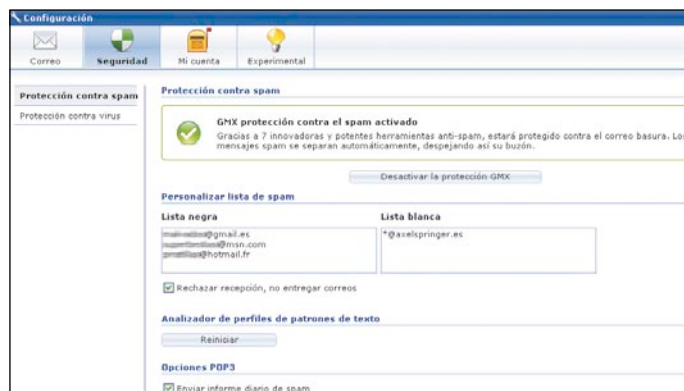 Configuración
Correo
Seguridad
Mi cuenta
Experimental
Protección contra spam
Protección contra virus
Protección contra spam
GMX protección contra el spam activado
Gracias a 7 innovadoras y potentes herramientas anti-spam, estará protegido contra el correo basura. Los
mensajes spam se separan automáticamente, despejando así su buzón.
Desactivar la protección GMX
Personalizar lista de spam
Lista negra
@gmail.es
@msn.com
@hotmail.fr
Lista blanca
*@axelspringer.es
Rechazar recepción, no entregar correos
Analizador de perfiles de patrones de texto
Reiniciar
Opciones POP3
Enviar informe diario de spam